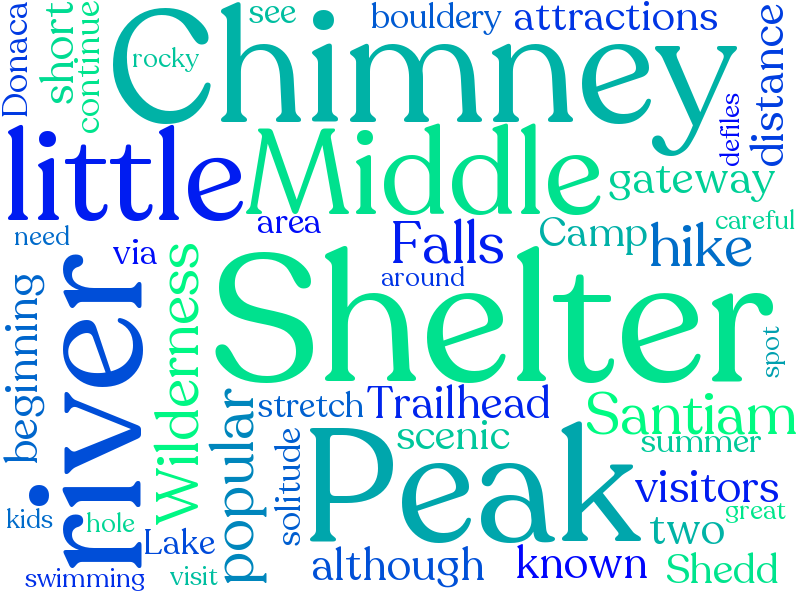 Donaca
short
continue
see
rocky
Chimney
bouldery
attractions
distance
defiles
little
Middle
gateway
area
careful
need
via
Falls
Camp
hike
around
river
beginning
Wilderness
Shelter
spot
stretch
Trailhead
Santiam
popular
solitude
scenic
summer
Peak
visitors
kids
hole
great
Lake
two
swimming
visit
although
known
Shedd